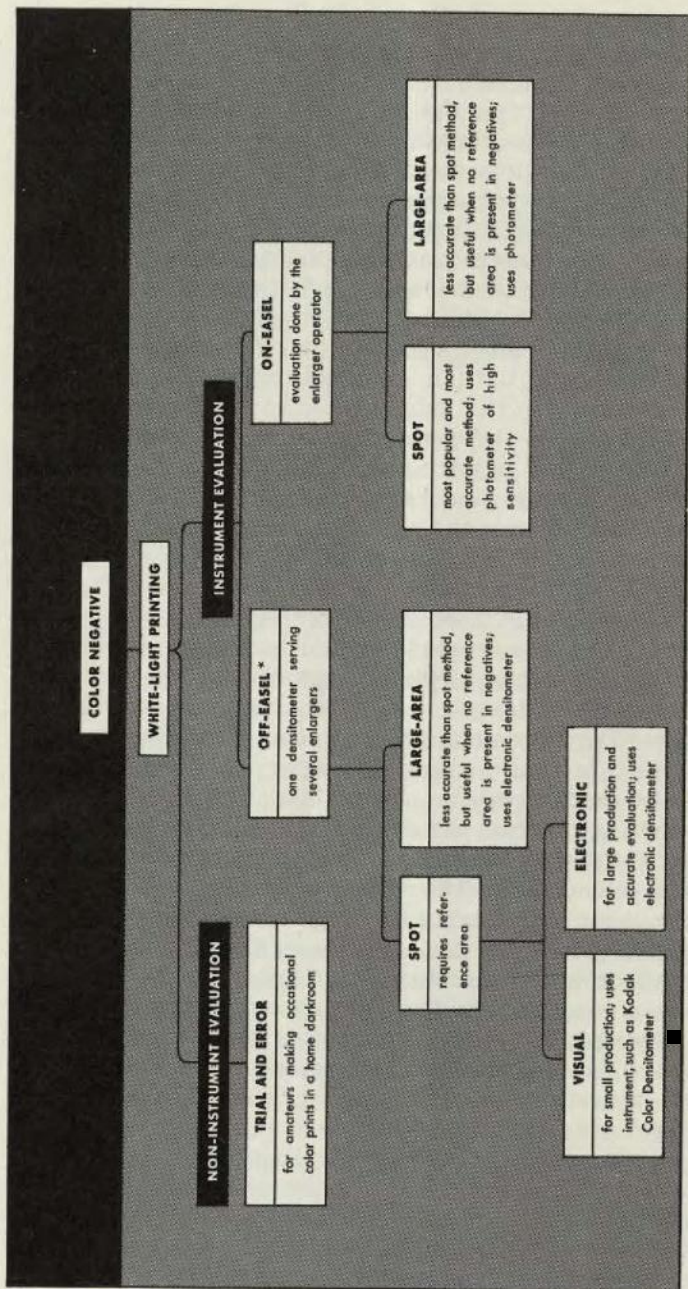 COLOR NEGATIVE
WHITE-LIGHT PRINTING
NON-INSTRUMENT EVALUATION
TRIAL AND ERROR
for amateurs making occasional
color prints in a home darkroom
INSTRUMENT EVALUATION
OFF-EASEL *
one densitometer serving
several enlargers
SPOT
requires refer-
ence area
VISUAL
for small production; uses
instrument, such as Kodak
Color Densitometer
ELECTRONIC
for large production and
accurate evaluation; uses
electronic densitometer
LARGE-AREA
less accurate than spot method,
but useful when no reference
area is present in negatives;
uses electronic densitometer
ON-EASEL
evaluation done by the
enlarger operator
SPOT
most popular and most
accurate method; uses
photometer of high
sensitivity
LARGE-AREA
less accurate than spot method,
but useful when no reference
area is present in negatives;
uses photometer